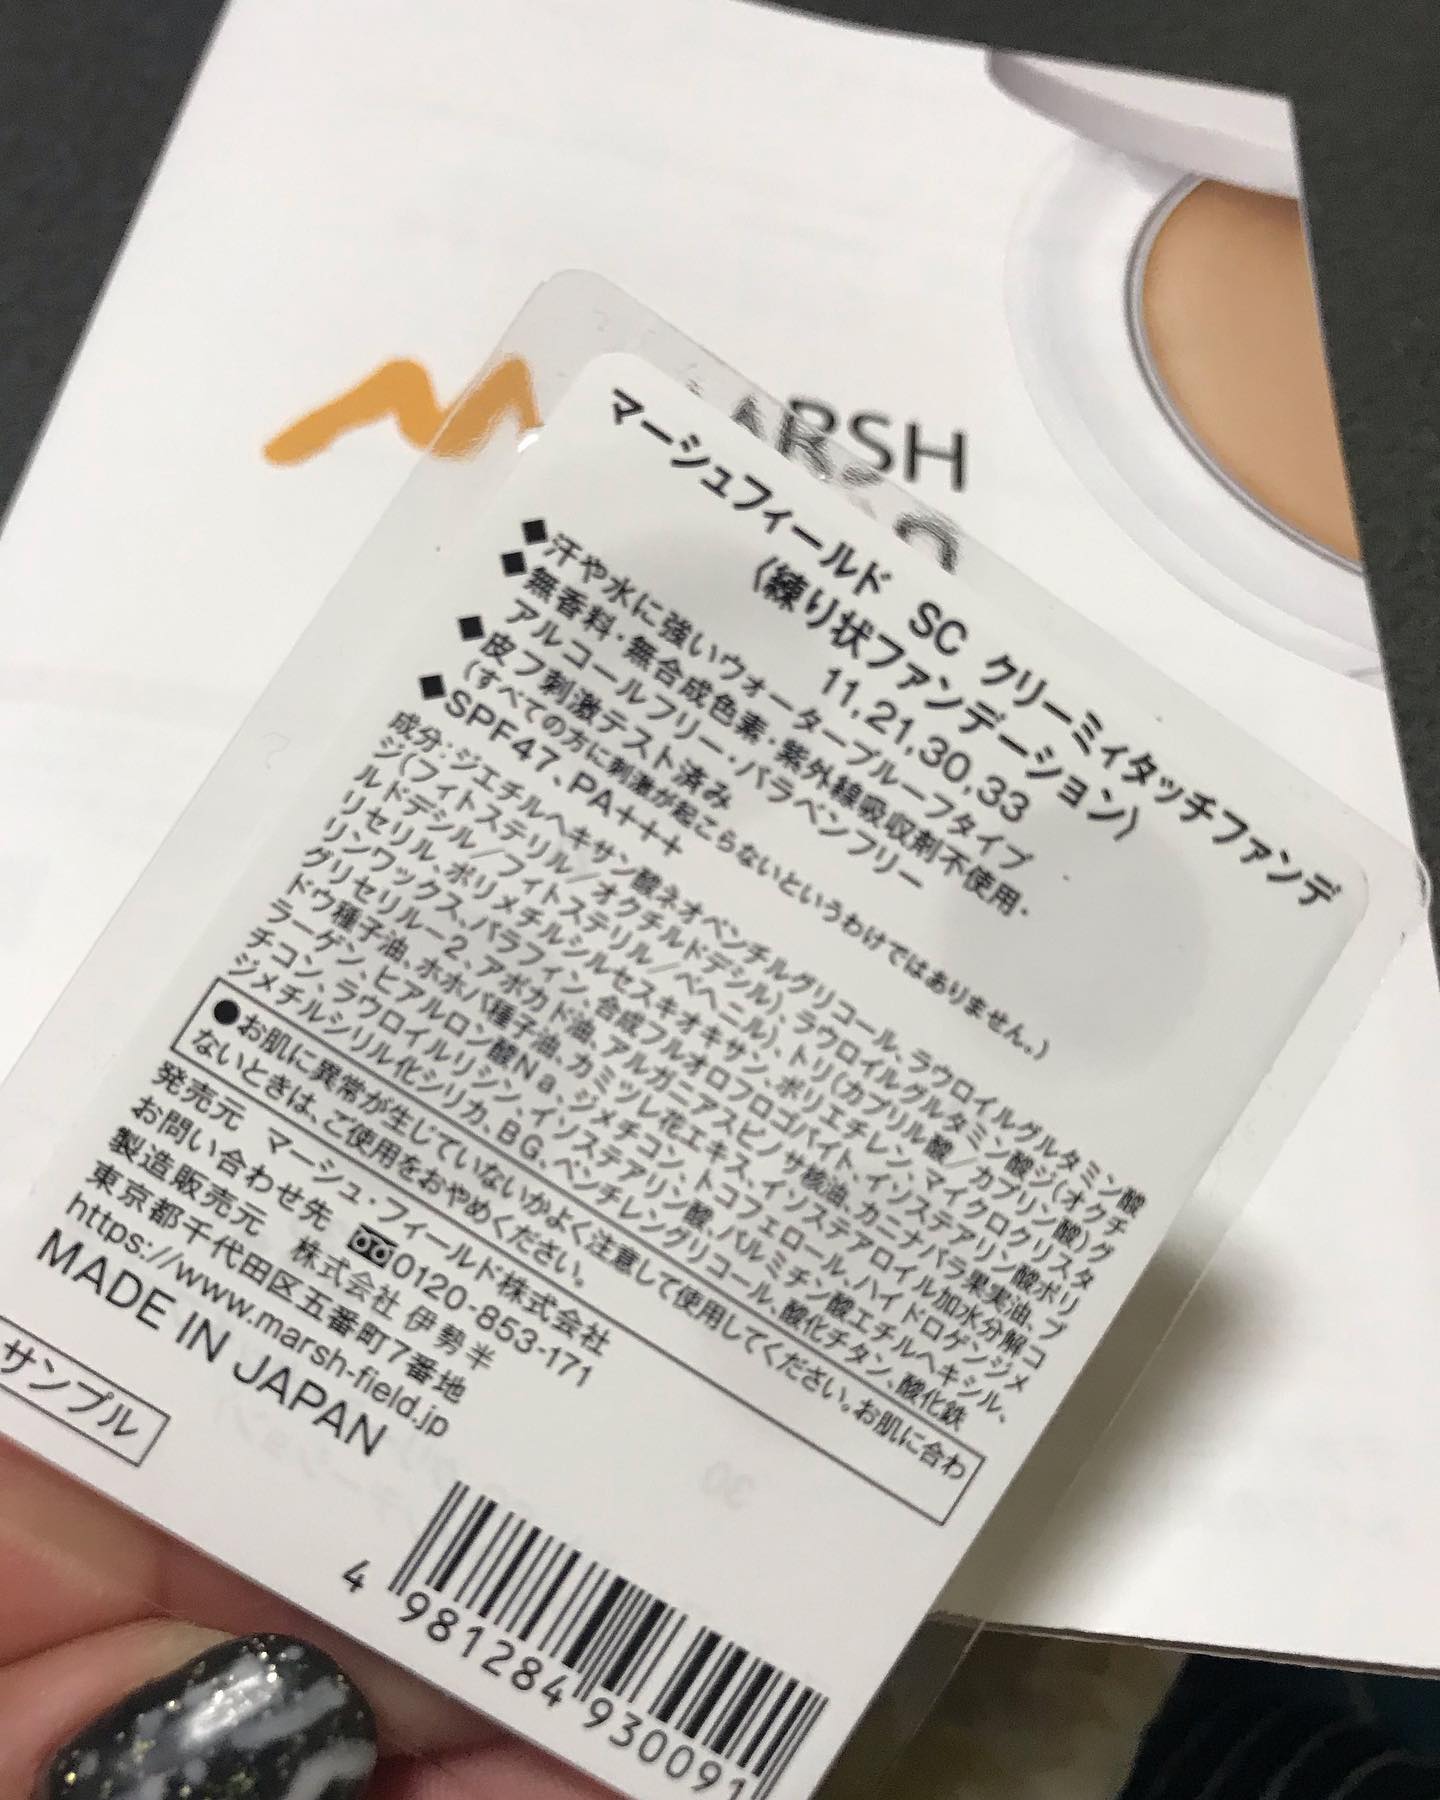 ARSH
マーシュフィールド SC クリーミィタッチファンデ
(練り状ファンデーション)
11,21,30,33
◆汗や水に強いウォータープルーフタイプ
◆無香料・無合成色素・紫外線吸収剤不使用・
アルコールフリー・パラベンフリー
◆皮フ刺激テスト済み
(すべての方に刺激が起こらないというわけではありません。)
◆SPF47、PA+++
成分:ジエチルヘキサン酸ネオペンチルグリコール、ラウロイルグルタミン酸
ジ(フィトステリル/オクチルドデシル)、ラウロイルグルタミン酸ジ(オクチ
ルドデシル/フィトステリル/ベヘニル)、トリ(カプリル酸/カプリン酸)グ
リセリル、ポリメチルシルセスキオキサン、ポリエチレン、マイクロクリスタ
リンワックス、パラフィン、合成フルオロフロゴパイト、イソステアリン酸ポリ
グリセリル-2、アボカド油、アルガニアスピノサ核油、カニナバラ果実油、ブ
ドウ種子油、ホホバ種子油、カミツレ花エキス、イソステアロイル加水分解コ
ラーゲン、ヒアルロン酸Na、ジメチコン、トコフェロール、ハイドロゲンジメ
チコン、ラウロイルリシン、イソステアリン酸、パルミチン酸エチルヘキシル、
ジメチルシリル化シリカ、BG、ペンチレングリコール、酸化チタン、酸化鉄
●お肌に異常が生じていないかよく注意して使用してください。お肌に合わ
ないときは、ご使用をおやめください。
発売元 マーシュ・フィールド株式会社
お問い合わせ先 0120-853-171
製造販売元 株式会社 伊勢半
東京都千代田区五番町7番地
https://www.marsh-field.jp
MADE IN JAPAN
サンプル
4 981284 930091